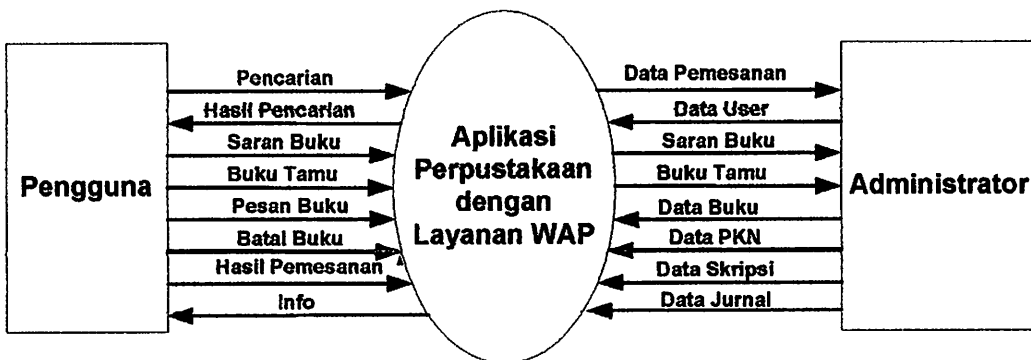 Pengguna
Pencarian
Hasil Pencarian
Saran Buku
Buku Tamu
Pesan Buku
Batal Buku
Hasil Pemesanan
Info
Aplikasi
Perpustakaan
dengan
Layanan WAP
Data Pemesanan
Data User
Saran Buku
Buku Tamu
Data Buku
Data PKN
Data Skripsi
Data Jurnal
Administrator